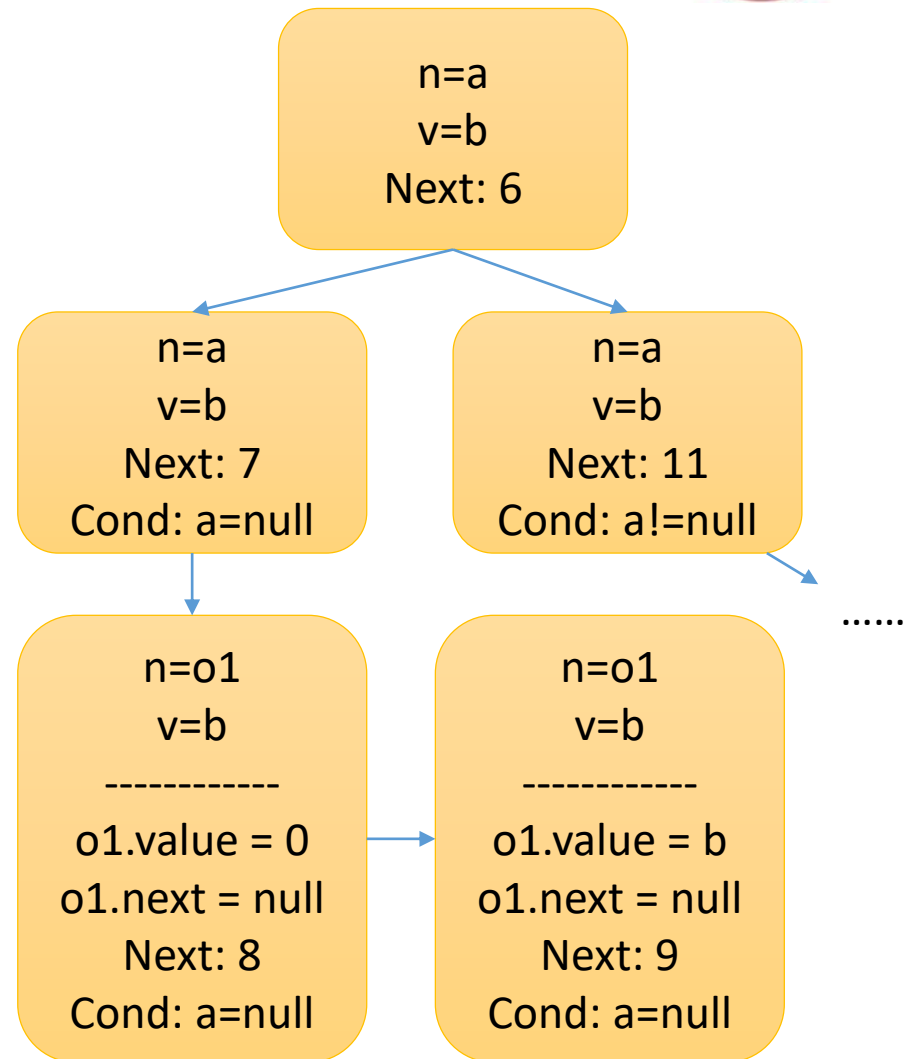 n=a
v=b
Next: 6
n=a
v=b
Next: 7
Cond: a=null
n=a
v=b
Next: 11
Cond: a!=null
......
n=o1
v=b
------------
o1.value = 0
o1.next = null
Next: 8
Cond: a=null
n=o1
v=b
------------
o1.value = b
o1.next = null
Next: 9
Cond: a=null